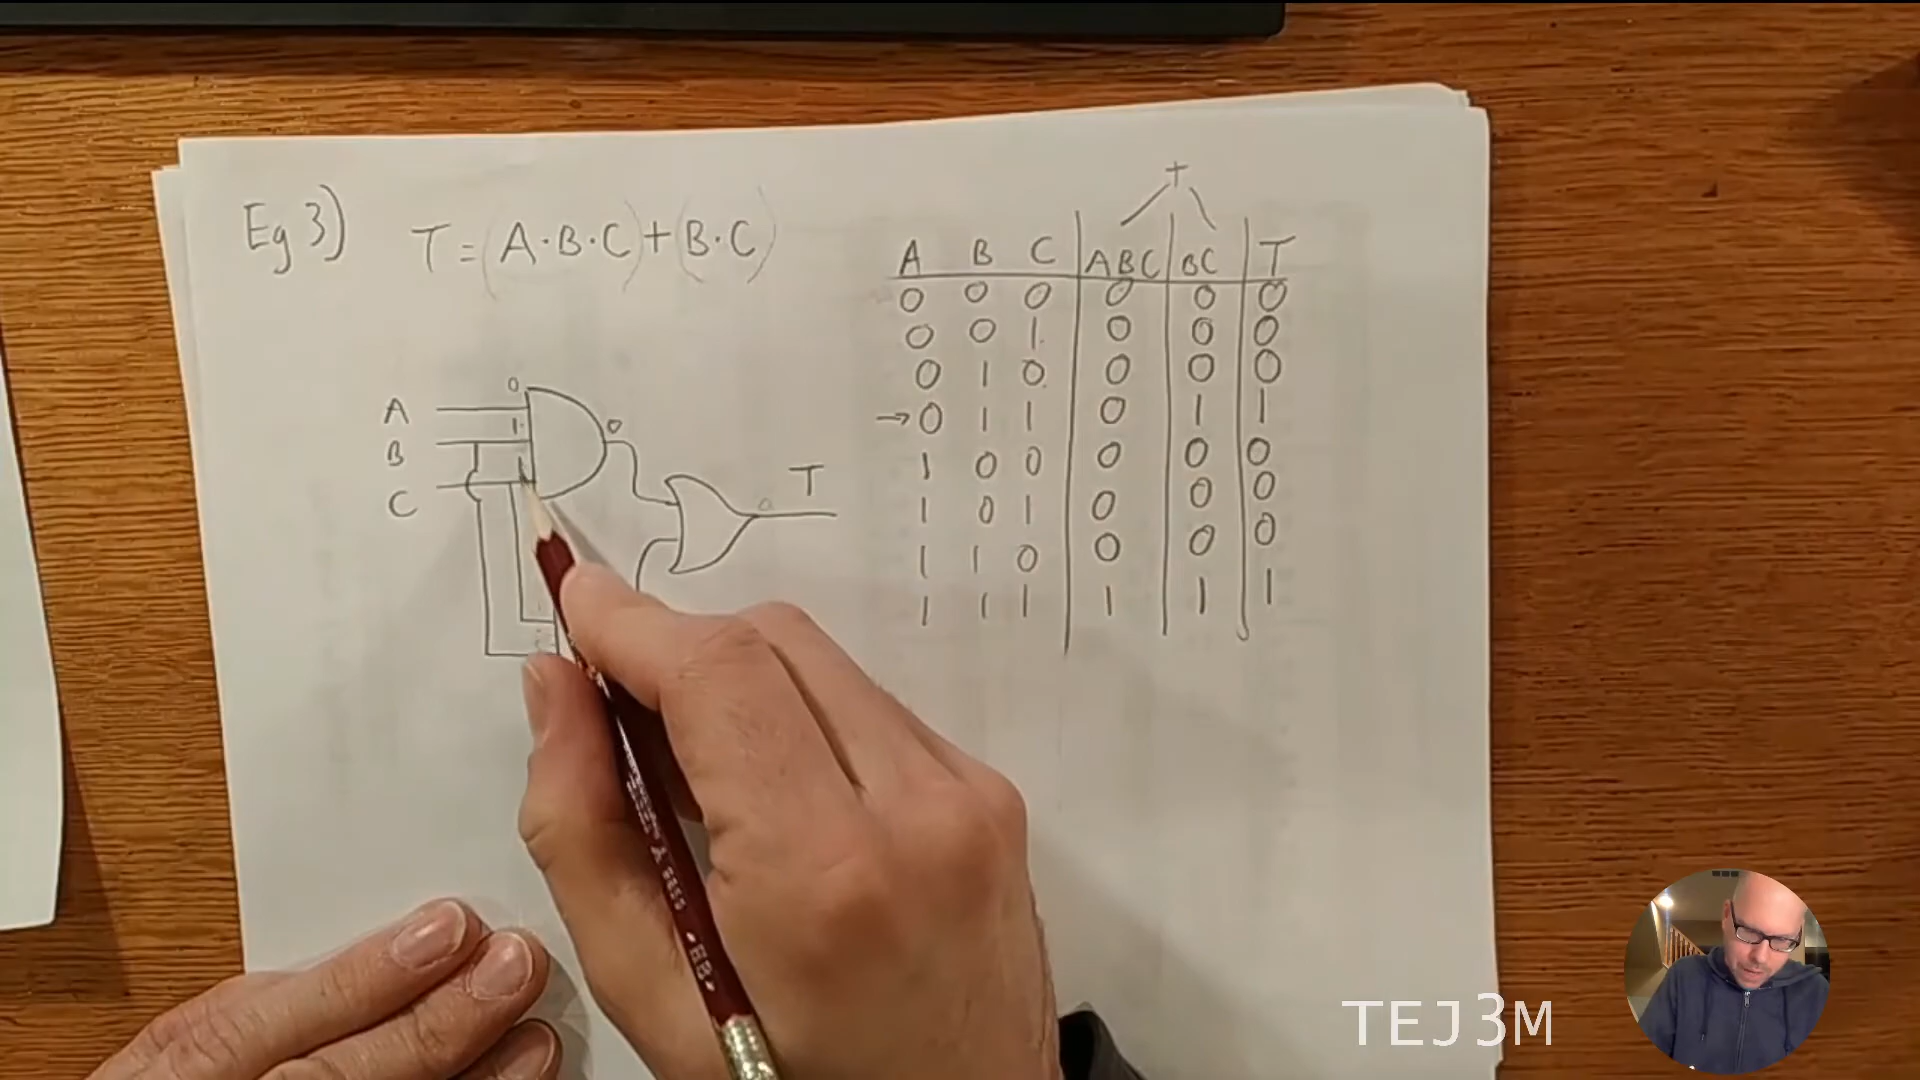 Eg 3) T = (A·B·C) + (B·C)
+
A B C ABC BC T
0 0 0 0 0 0
0 0 1 0 0 0
0 1 0 0 0 0
→ 0 1 1 0 1 1
1 0 0 0 0 0
1 0 1 0 0 0
1 1 0 0 0 0
1 1 1 1 1 1
A 0
B 1 0
C 1
T
0
HB
TEJ3M